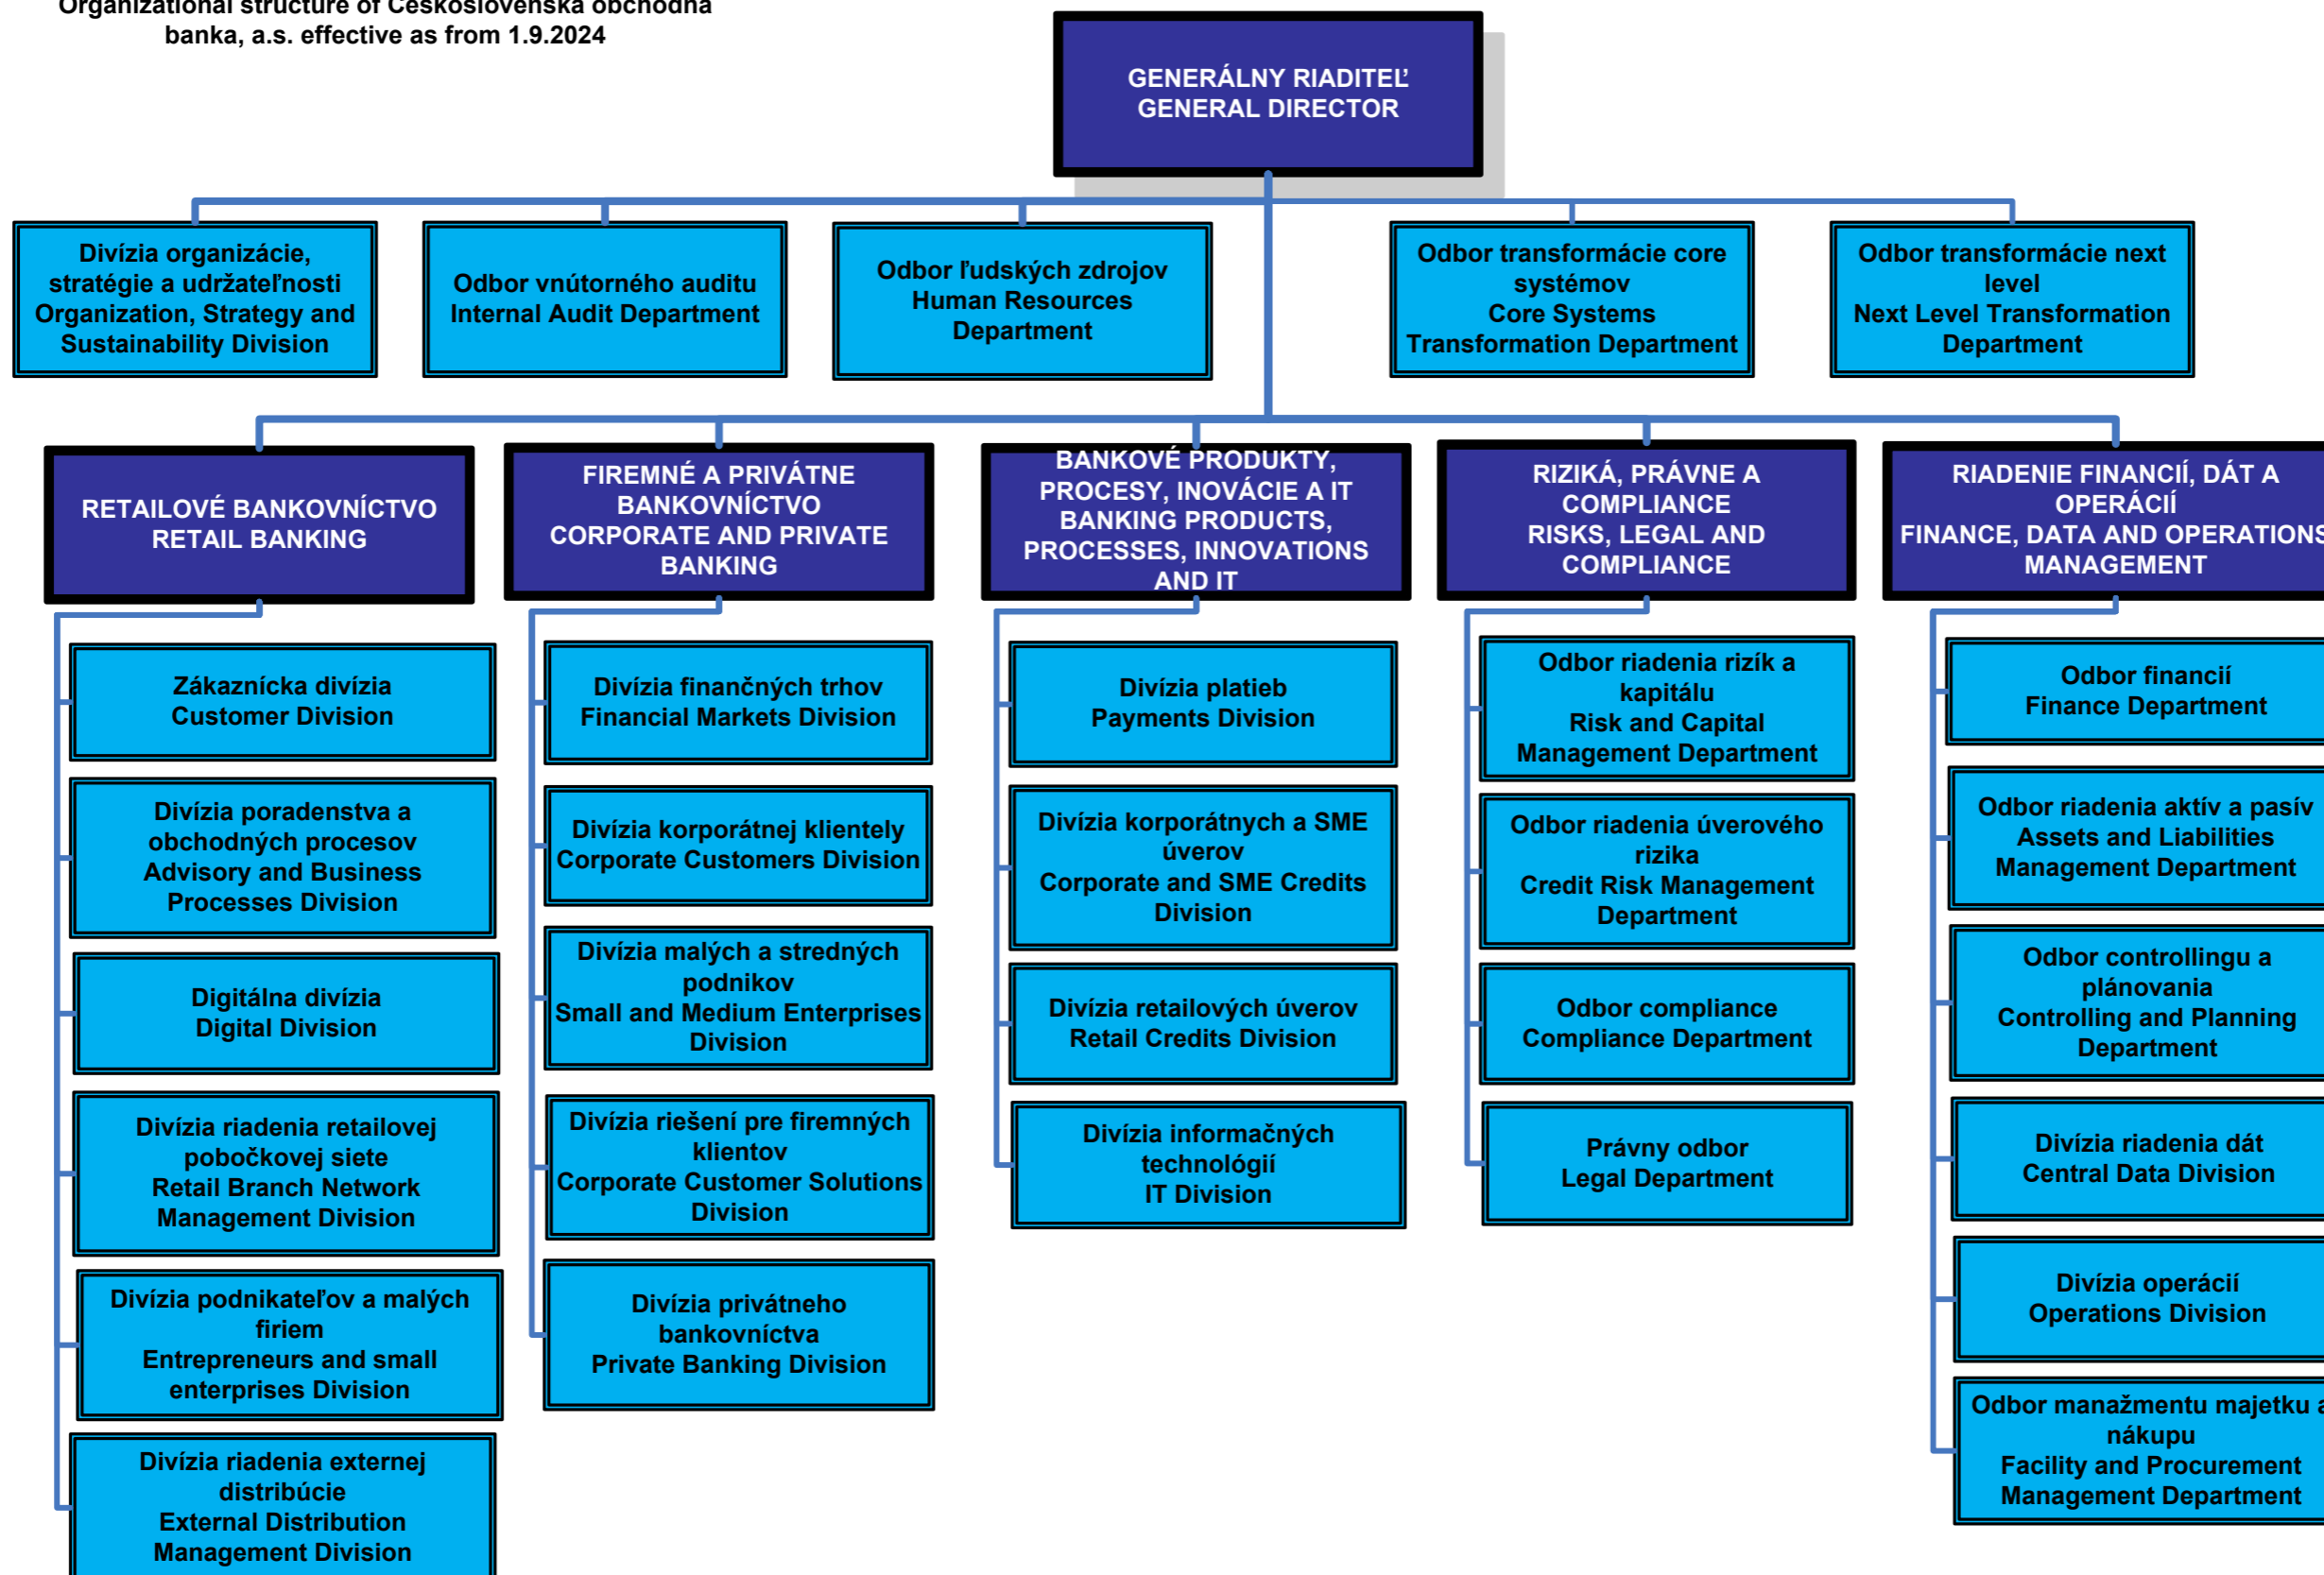 Organizational structure of Československá obchodná
banka, a.s. effective as from 1.9.2024
GENERÁLNY RIADITEĽ
GENERAL DIRECTOR
Divízia organizácie,
stratégie a udržateľnosti
Organization, Strategy and
Sustainability Division
Odbor vnútorného auditu
Internal Audit Department
Odbor ľudských zdrojov
Human Resources
Department
Odbor transformácie core
systémov
Core Systems
Transformation Department
Odbor transformácie next
level
Next Level Transformation
Department
RETAILOVÉ BANKOVNÍCTVO
RETAIL BANKING
FIREMNÉ A PRIVÁTNE
BANKOVNÍCTVO
CORPORATE AND PRIVATE
BANKING
BANKOVÉ PRODUKTY,
PROCESY, INOVÁCIE A IT
BANKING PRODUCTS,
PROCESSES, INNOVATIONS
AND IT
RIZIKÁ, PRÁVNE A
COMPLIANCE
RISKS, LEGAL AND
COMPLIANCE
RIADENIE FINANCIÍ, DÁT A
OPERÁCIÍ
FINANCE, DATA AND OPERATIONS
MANAGEMENT
Zákaznícka divízia
Customer Division
Divízia poradenstva a
obchodných procesov
Advisory and Business
Processes Division
Digitálna divízia
Digital Division
Divízia riadenia retailovej
pobočkovej siete
Retail Branch Network
Management Division
Divízia podnikateľov a malých
firiem
Entrepreneurs and small
enterprises Division
Divízia riadenia externej
distribúcie
External Distribution
Management Division
Divízia finančných trhov
Financial Markets Division
Divízia korporátnej klientely
Corporate Customers Division
Divízia malých a stredných
podnikov
Small and Medium Enterprises
Division
Divízia riešení pre firemných
klientov
Corporate Customer Solutions
Division
Divízia privátneho
bankovníctva
Private Banking Division
Divízia platieb
Payments Division
Divízia korporátnych a SME
úverov
Corporate and SME Credits
Division
Divízia retailových úverov
Retail Credits Division
Divízia informačných
technológií
IT Division
Odbor riadenia rizík a
kapitálu
Risk and Capital
Management Department
Odbor riadenia úverového
rizika
Credit Risk Management
Department
Odbor compliance
Compliance Department
Právny odbor
Legal Department
Odbor financií
Finance Department
Odbor riadenia aktív a pasív
Assets and Liabilities
Management Department
Odbor controllingu a
plánovania
Controlling and Planning
Department
Divízia riadenia dát
Central Data Division
Divízia operácií
Operations Division
Odbor manažmentu majetku a
nákupu
Facility and Procurement
Management Department